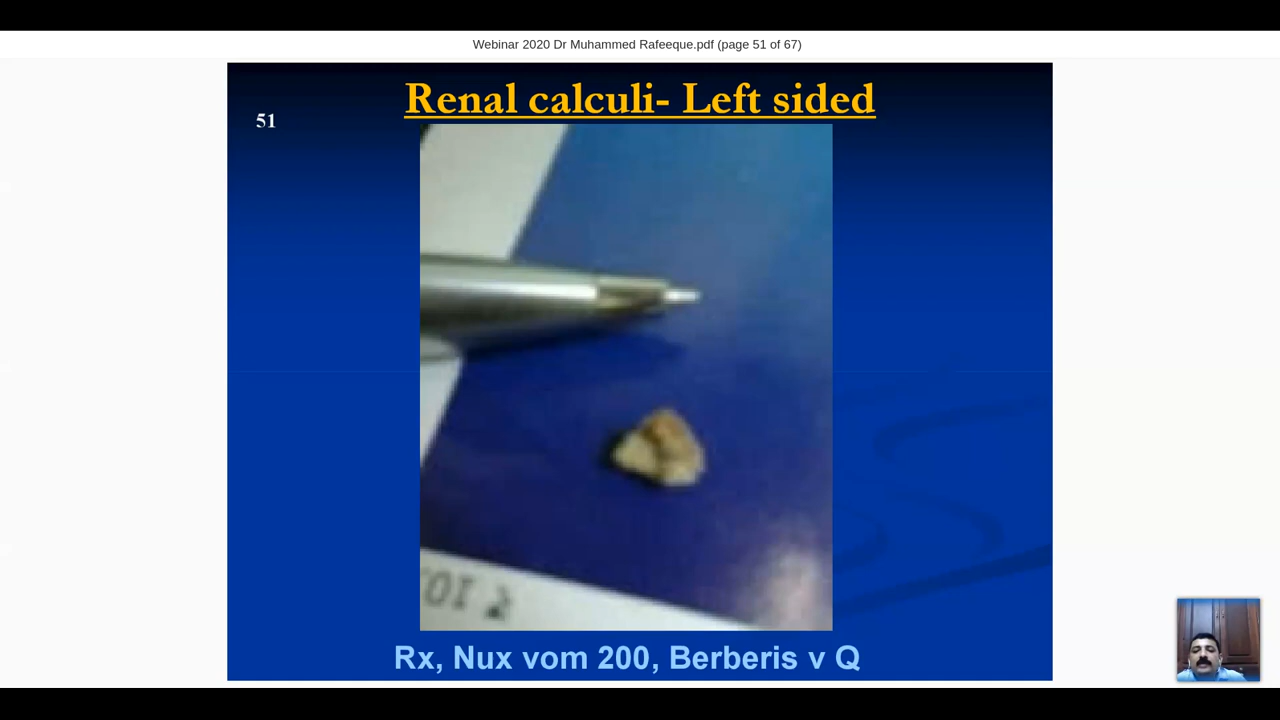 Webinar 2020 Dr Muhammed Rafeeque.pdf (page 51 of 67)
Renal calculi- Left sided
51
Rx, Nux vom 200, Berberis v Q